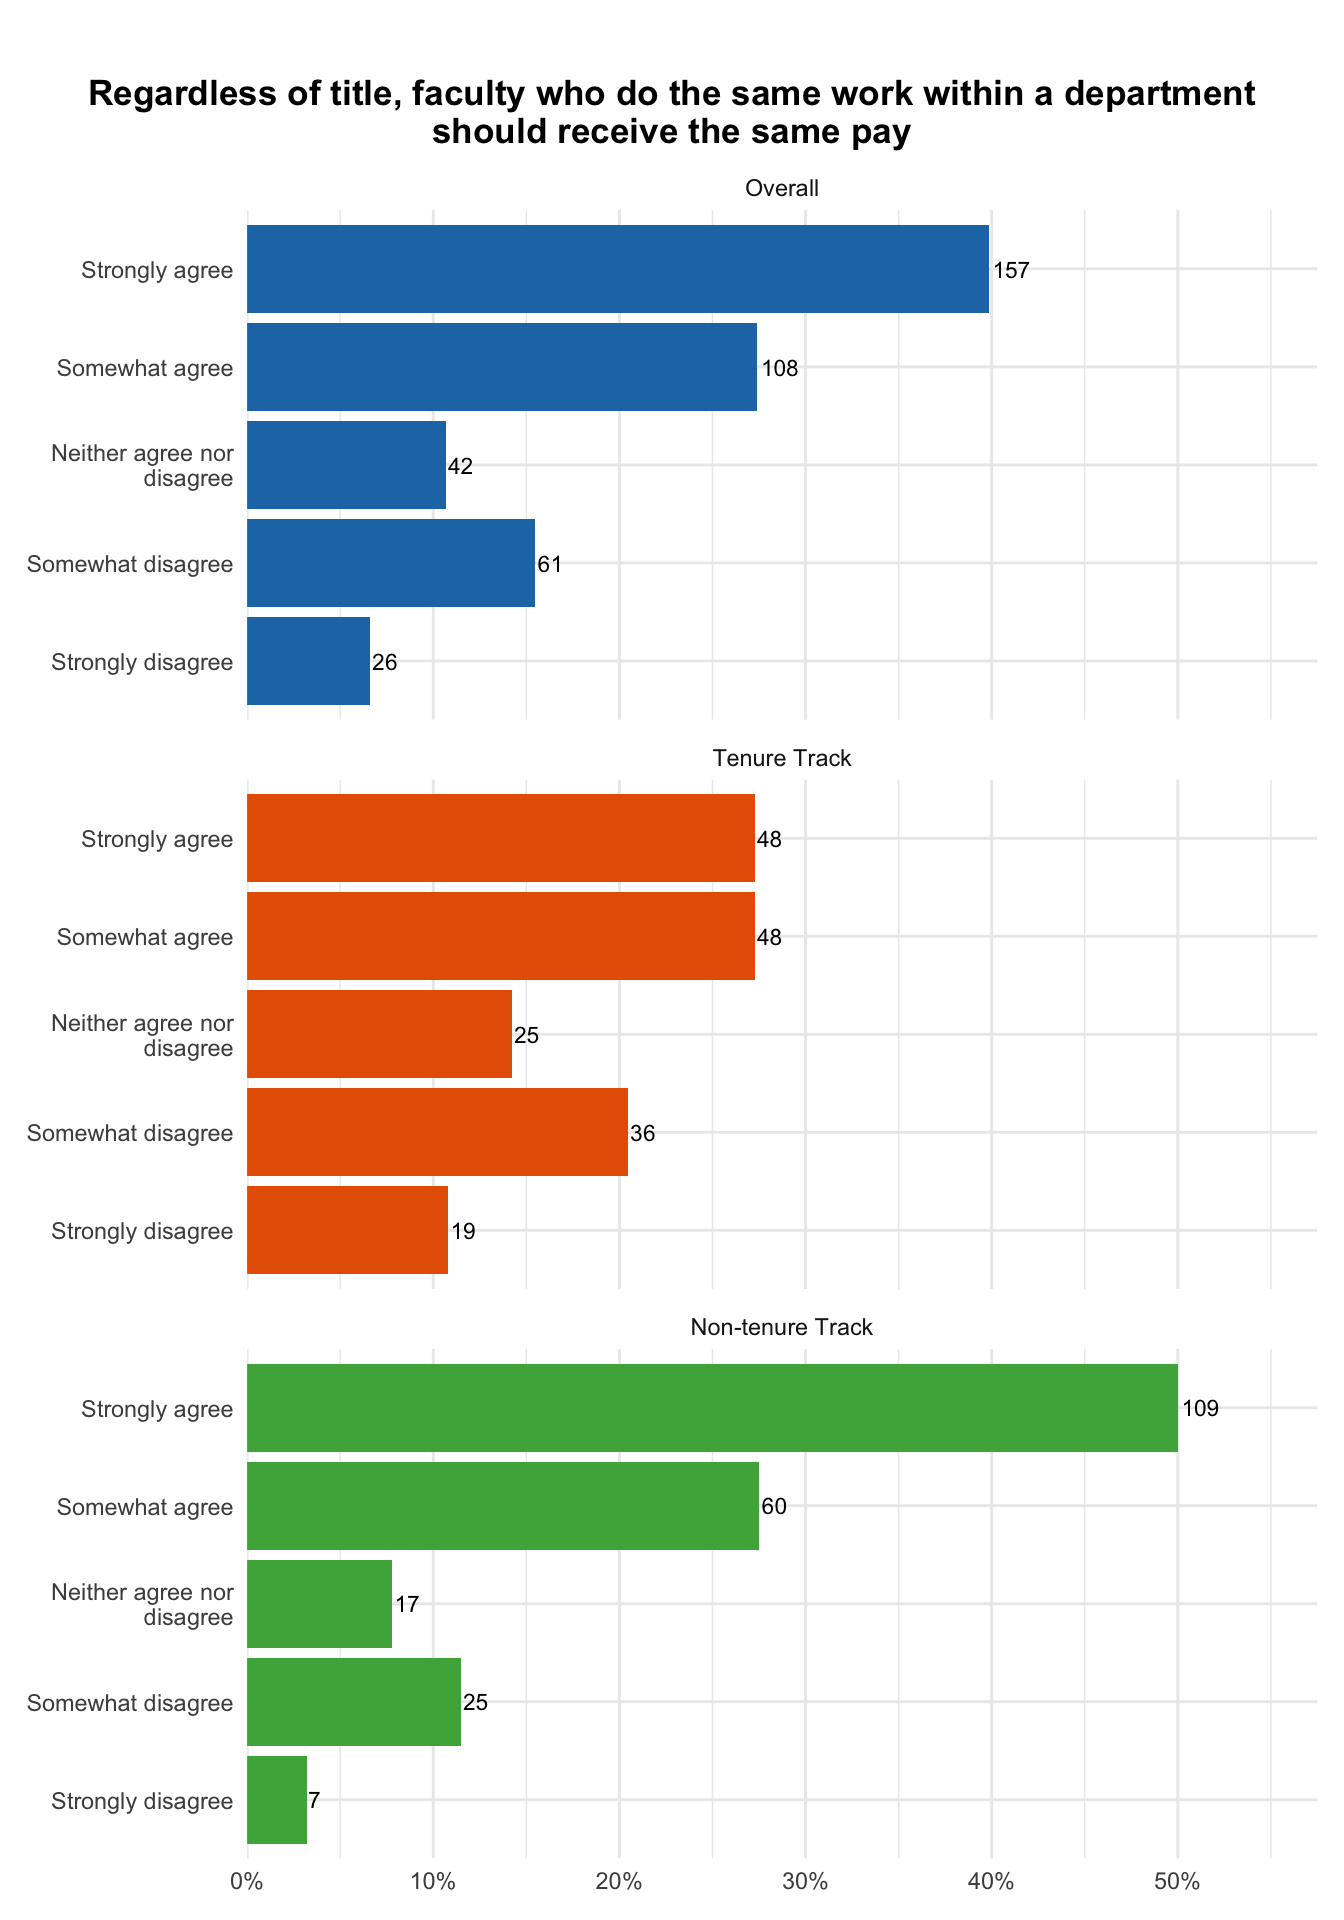 Regardless of title, faculty who do the same work within a department
should receive the same pay
Overall
Strongly agree
157
Somewhat agree
108
Neither agree nor
disagree
42
Somewhat disagree
61
Strongly disagree
26
Tenure Track
Strongly agree
48
Somewhat agree
48
Neither agree nor
disagree
25
Somewhat disagree
36
Strongly disagree
19
Non-tenure Track
Strongly agree
109
Somewhat agree
60
Neither agree nor
disagree
17
Somewhat disagree
25
Strongly disagree
7
0% 10% 20% 30% 40% 50%